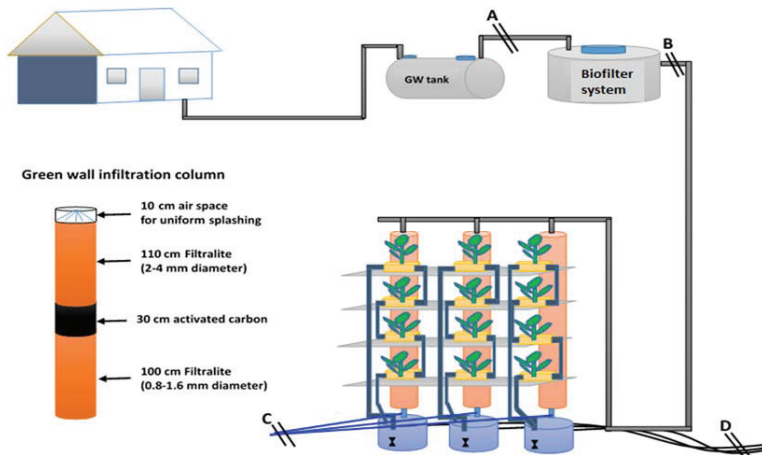 A
B
GW tank
Biofilter
system
Green wall infiltration column
10 cm air space
for uniform splashing
110 cm Filtralite
(2-4 mm diameter)
30 cm activated carbon
100 cm Filtralite
(0.8-1.6 mm diameter)
C
D